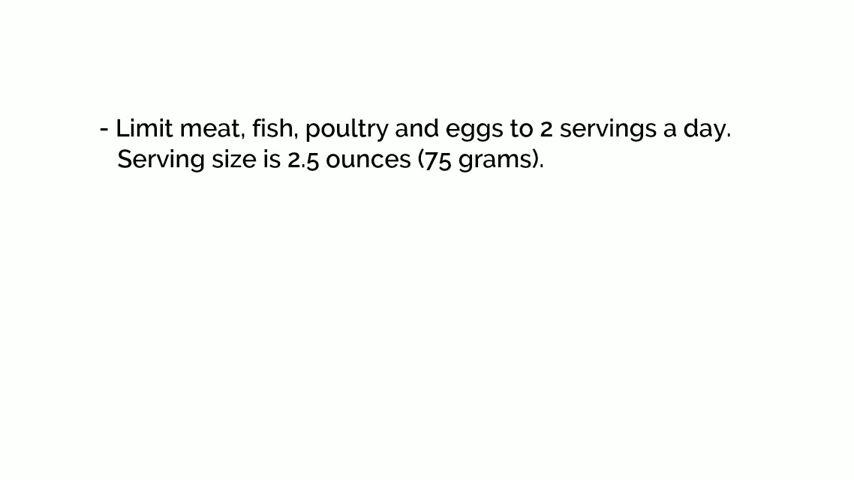 - Limit meat, fish, poultry and eggs to 2 servings a day.
Serving size is 2.5 ounces (75 grams).